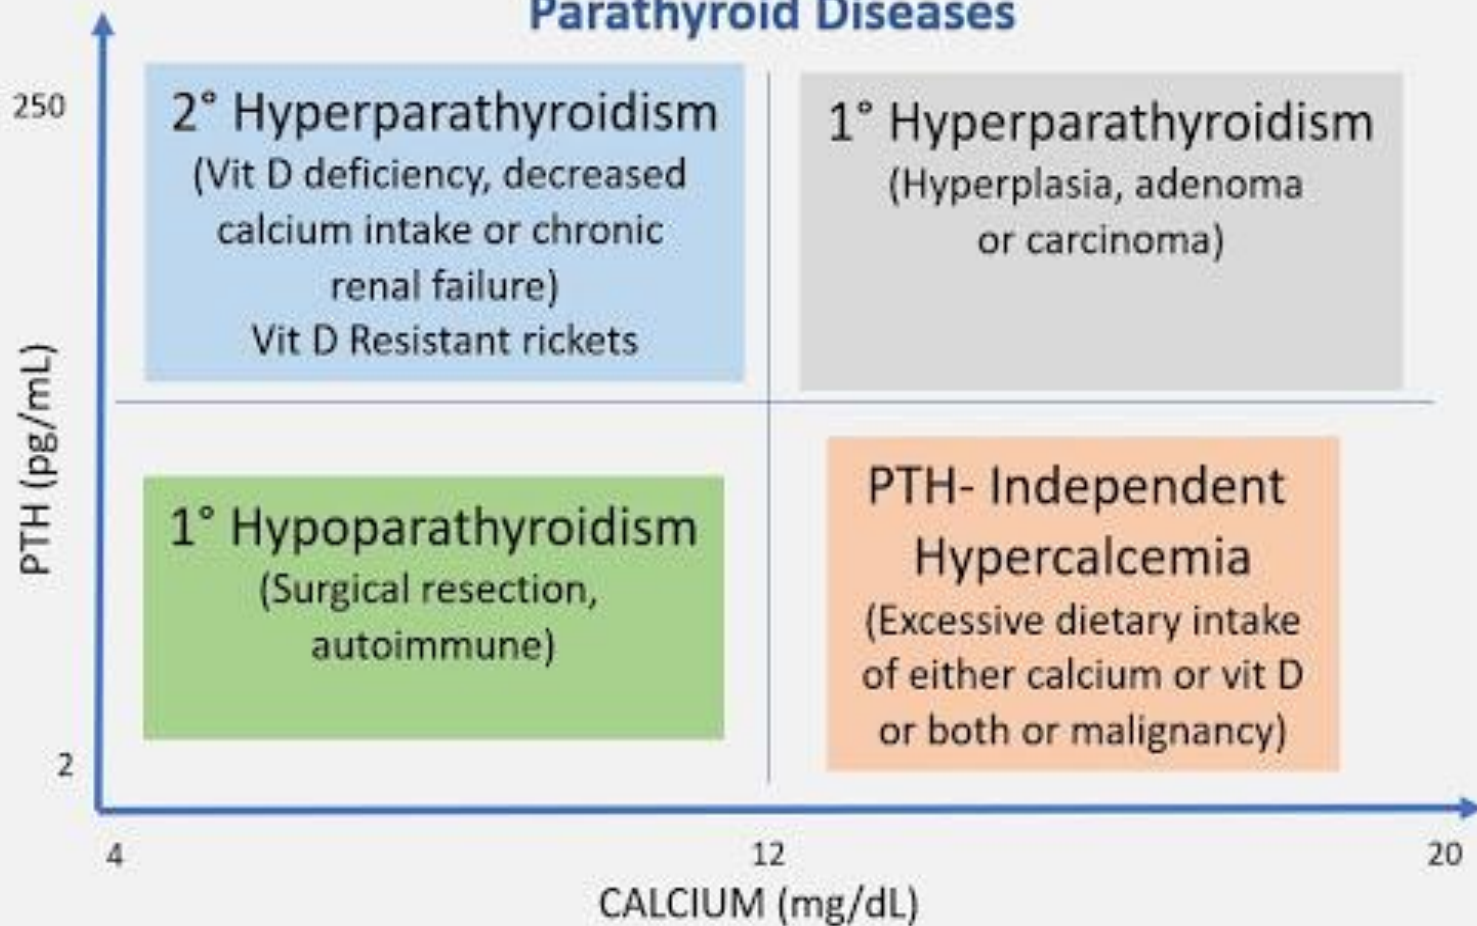 Parathyroid Diseases
250
2° Hyperparathyroidism
(Vit D deficiency, decreased
calcium intake or chronic
renal failure)
Vit D Resistant rickets
1° Hyperparathyroidism
(Hyperplasia, adenoma
or carcinoma)
PTH (pg/mL)
1° Hypoparathyroidism
(Surgical resection,
autoimmune)
PTH- Independent
Hypercalcemia
(Excessive dietary intake
of either calcium or vit D
or both or malignancy)
2
4
12
20
CALCIUM (mg/dL)